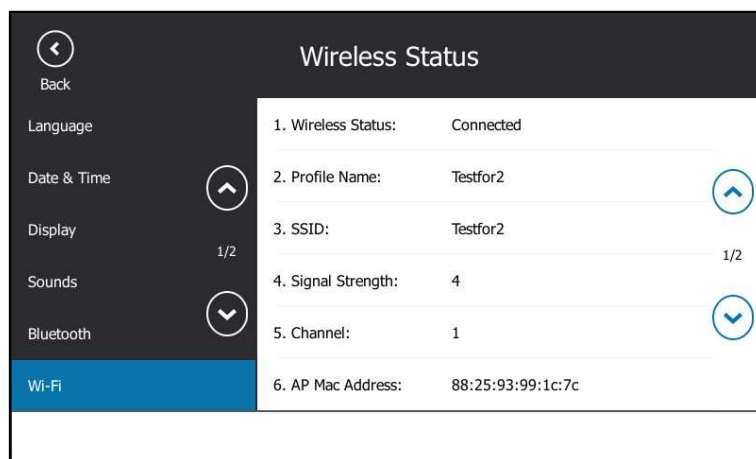 Wireless Status
Back
Language
Date & Time
Display
1/2
Sounds
Bluetooth
Wi-Fi
1. Wireless Status: Connected
2. Profile Name: Testfor2
3. SSID: Testfor2
4. Signal Strength: 4
5. Channel: 1
6. AP Mac Address: 88:25:93:99:1c:7c
1/2